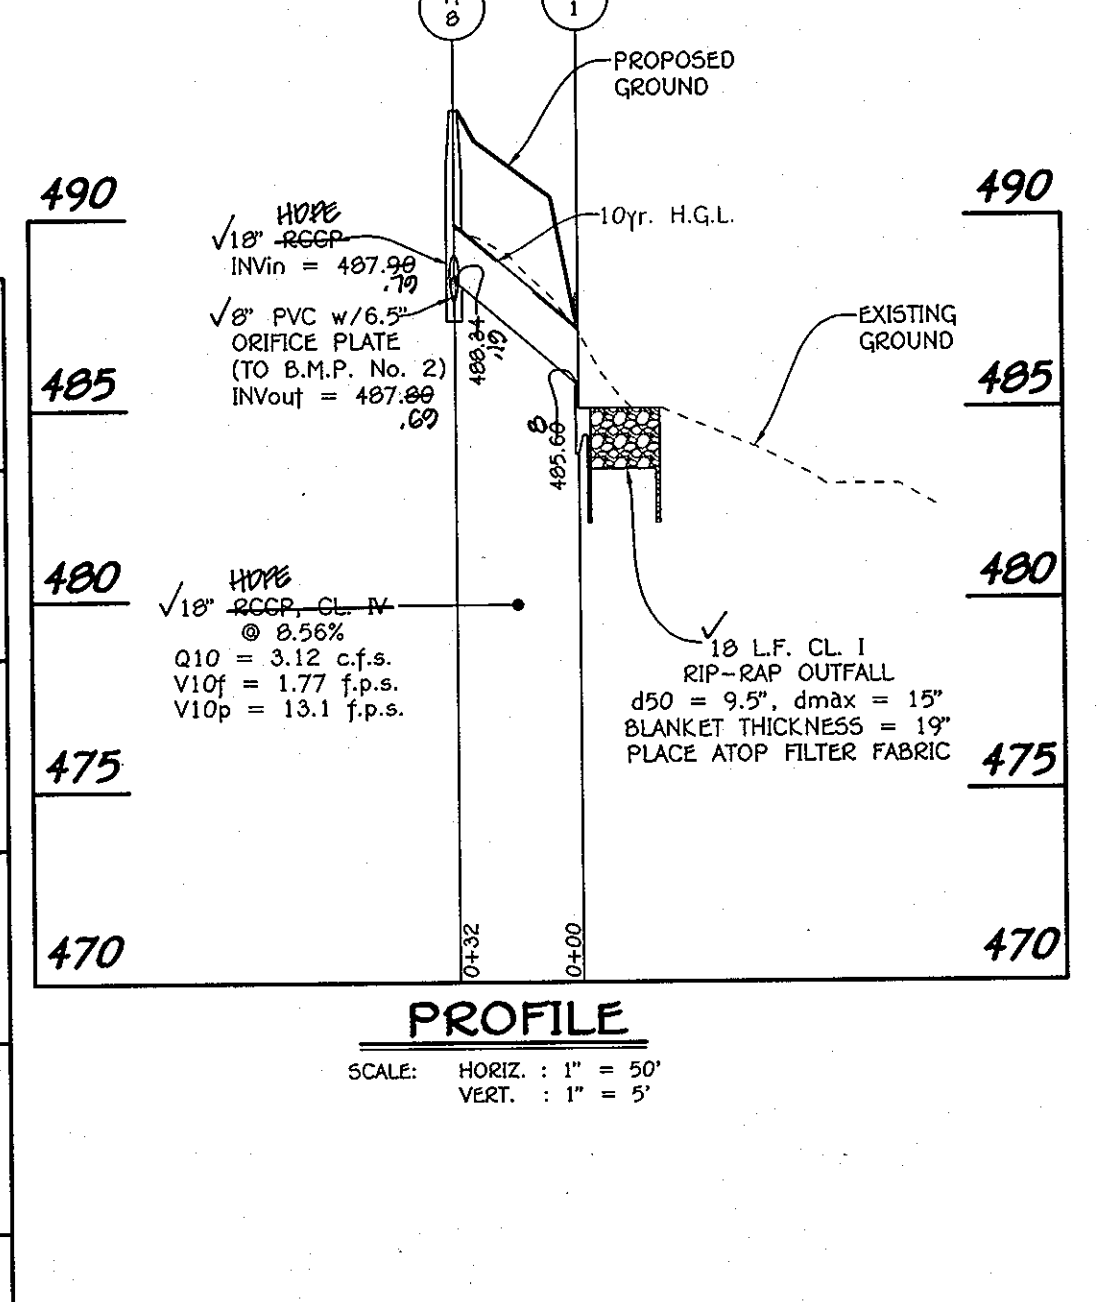 8
1
PROPOSED
GROUND
490
490
HDPE
√18" RCCP
INVin = 487.90
.79
10yr. H.G.L.
√8" PVC w/6.5"
ORIFICE PLATE
(TO B.M.P. No. 2)
INVout = 487.80
.69
488.34
.19
EXISTING
GROUND
485
485
8
485.60
480
480
HDPE
√18" RCCP, CL. IV
@ 8.56%
Q10 = 3.12 c.f.s.
V10f = 1.77 f.p.s.
V10p = 13.1 f.p.s.
√
18 L.F. CL. I
RIP-RAP OUTFALL
d50 = 9.5", dmax = 15"
BLANKET THICKNESS = 19"
PLACE ATOP FILTER FABRIC
475
475
470
470
0+32
0+00
PROFILE
SCALE: HORIZ. : 1" = 50'
VERT. : 1" = 5'